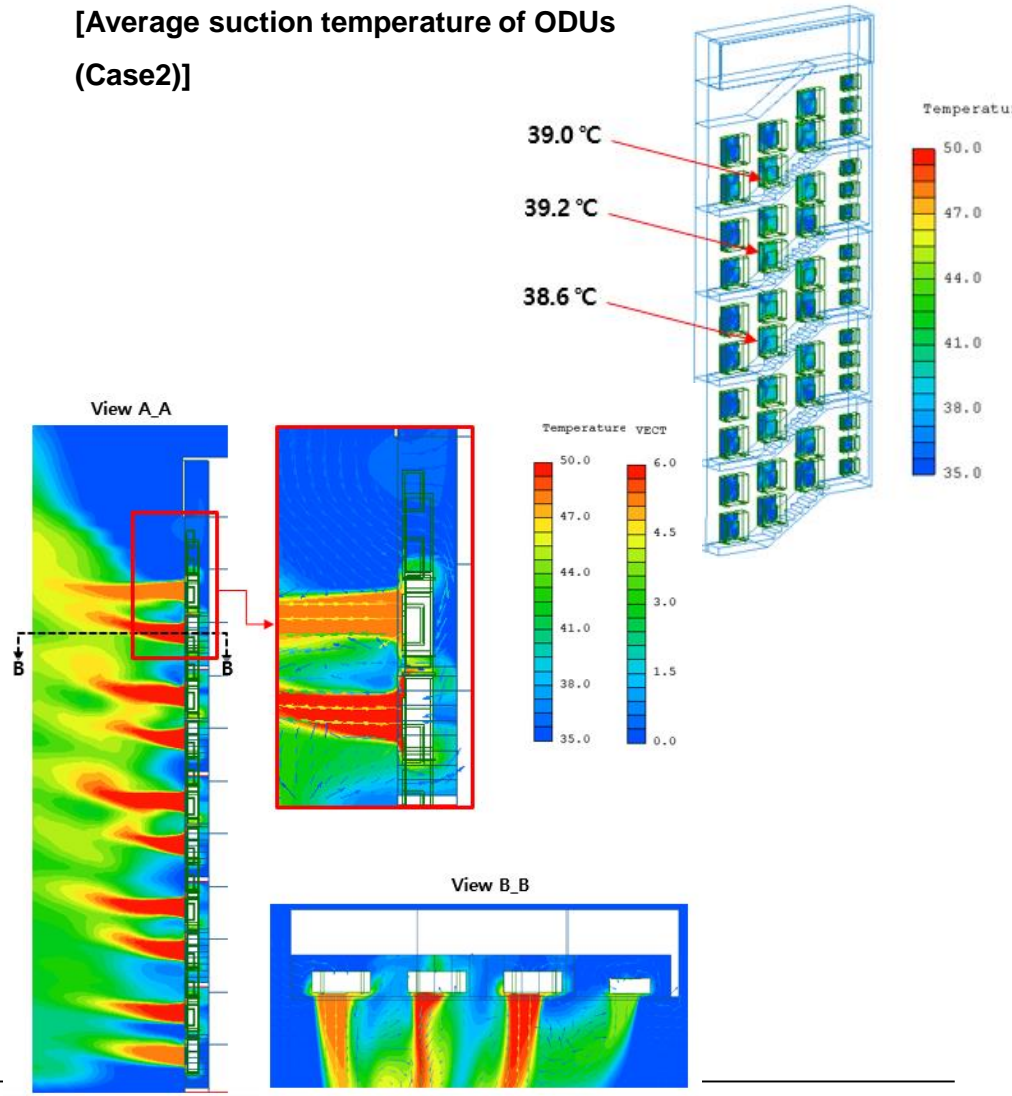 [Average suction temperature of ODUs
(Case2)]
39.0 ℃
39.2 ℃
38.6 ℃
Temperatu
50.0
47.0
44.0
41.0
38.0
35.0
View A_A
B
B
Temperature
50.0
47.0
44.0
41.0
38.0
35.0
VECT
6.0
4.5
3.0
1.5
0.0
View B_B